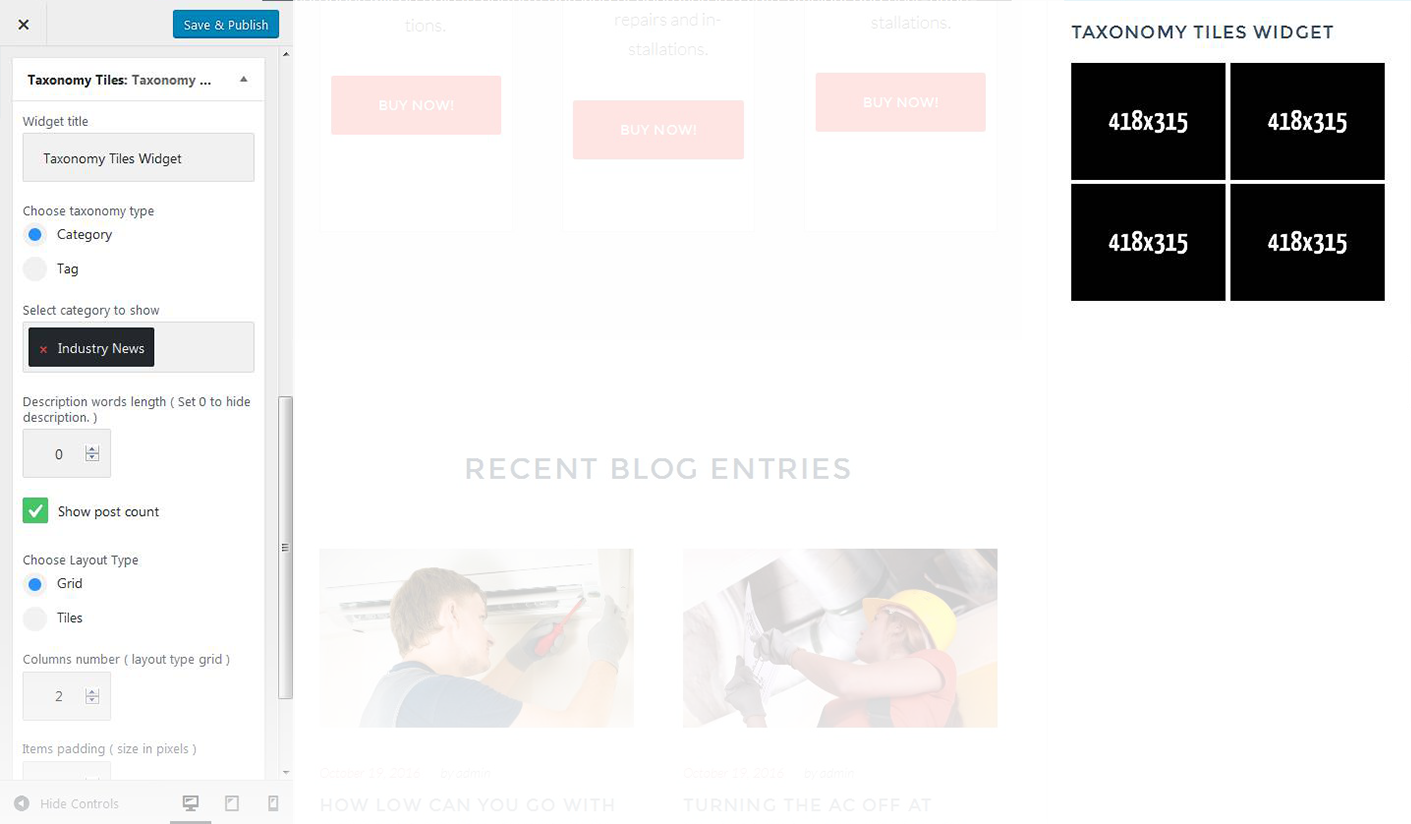 Save & Publish
Taxonomy Tiles: Taxonomy ...
Widget title
Taxonomy Tiles Widget
Choose taxonomy type
Category
Tag
Select category to show
× Industry News
Description words length ( Set 0 to hide
description. )
0
Show post count
Choose Layout Type
Grid
Tiles
Columns number ( layout type grid )
2
Items padding ( size in pixels )
Hide Controls
tions.
BUY NOW!
repairs and in-
stallations.
BUY NOW!
stallations.
BUY NOW!
RECENT BLOG ENTRIES
October 19, 2016 by admin
HOW LOW CAN YOU GO WITH
October 19, 2016 by admin
TURNING THE AC OFF AT
TAXONOMY TILES WIDGET
418x315
418x315
418x315
418x315